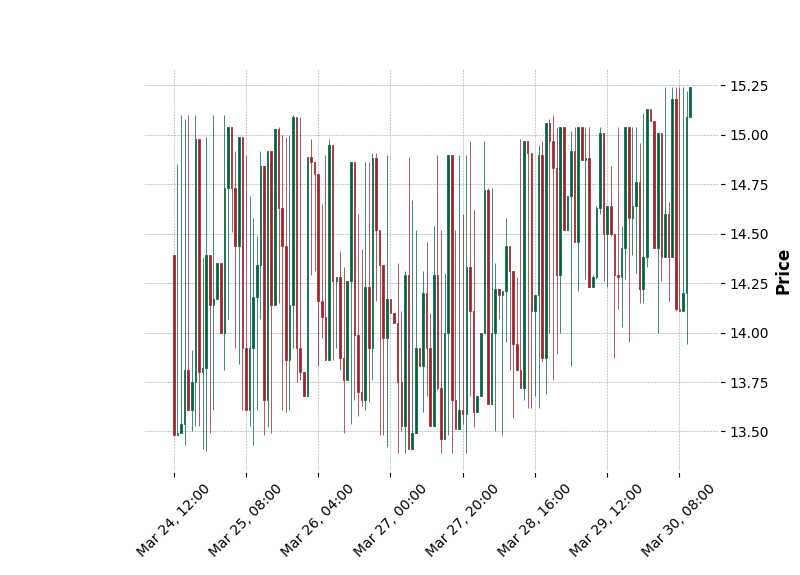 15.25
15.00
14.75
14.50
14.25
14.00
13.75
13.50
Price
Mar 24, 12:00
Mar 25, 08:00
Mar 26, 04:00
Mar 27, 00:00
Mar 27, 20:00
Mar 28, 16:00
Mar 29, 12:00
Mar 30, 08:00